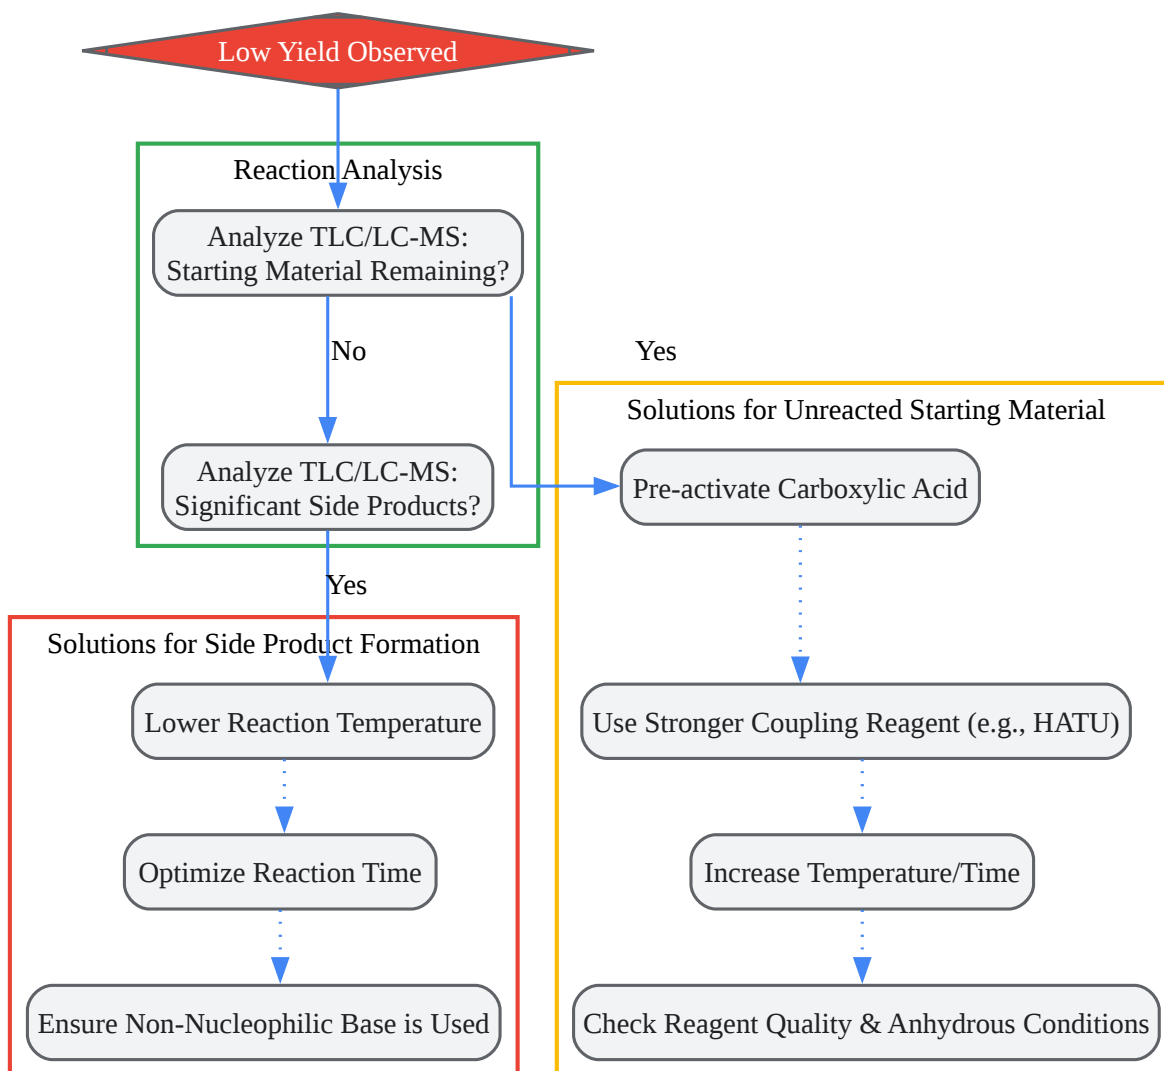 Low Yield Observed
Reaction Analysis
Analyze TLC/LC-MS:
Starting Material Remaining?
No
Yes
Analyze TLC/LC-MS:
Significant Side Products?
Yes
Solutions for Unreacted Starting Material
Pre-activate Carboxylic Acid
Use Stronger Coupling Reagent (e.g., HATU)
Increase Temperature/Time
Check Reagent Quality & Anhydrous Conditions
Solutions for Side Product Formation
Lower Reaction Temperature
Optimize Reaction Time
Ensure Non-Nucleophilic Base is Used